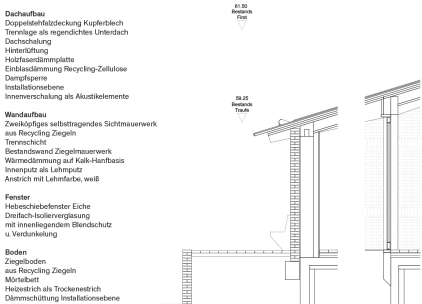 Dachaufbau
Doppelstehfalzdeckung Kupferblech
Trennlage als regendichtes Unterdach
Dachschalung
Hinterlüftung
Holzfaserdämmplatte
Einblasdämmung Recycling-Zellulose
Dampfsperre
Installationsebene
Innenverschalung als Akustikelemente
Wandaufbau
Zweiköpfiges selbsttragendes Sichtmauerwerk
aus Recycling Ziegeln
Trennschicht
Bestandswand Ziegelmauerwerk
Wärmedämmung auf Kalk-Hanfbasis
Innenputz als Lehmputz
Anstrich mit Lehmfarbe, weiß
Fenster
Hebeschiebefenster Eiche
Dreifach-Isolierverglasung
mit innenliegendem Blendschutz
u. Verdunkelung
Boden
Ziegelboden
aus Recycling Ziegeln
Mörtelbett
Heizestrich als Trockenestrich
Dämmschüttung Installationsebene
61.50
Bestands
First
59.25
Bestands
Traufe